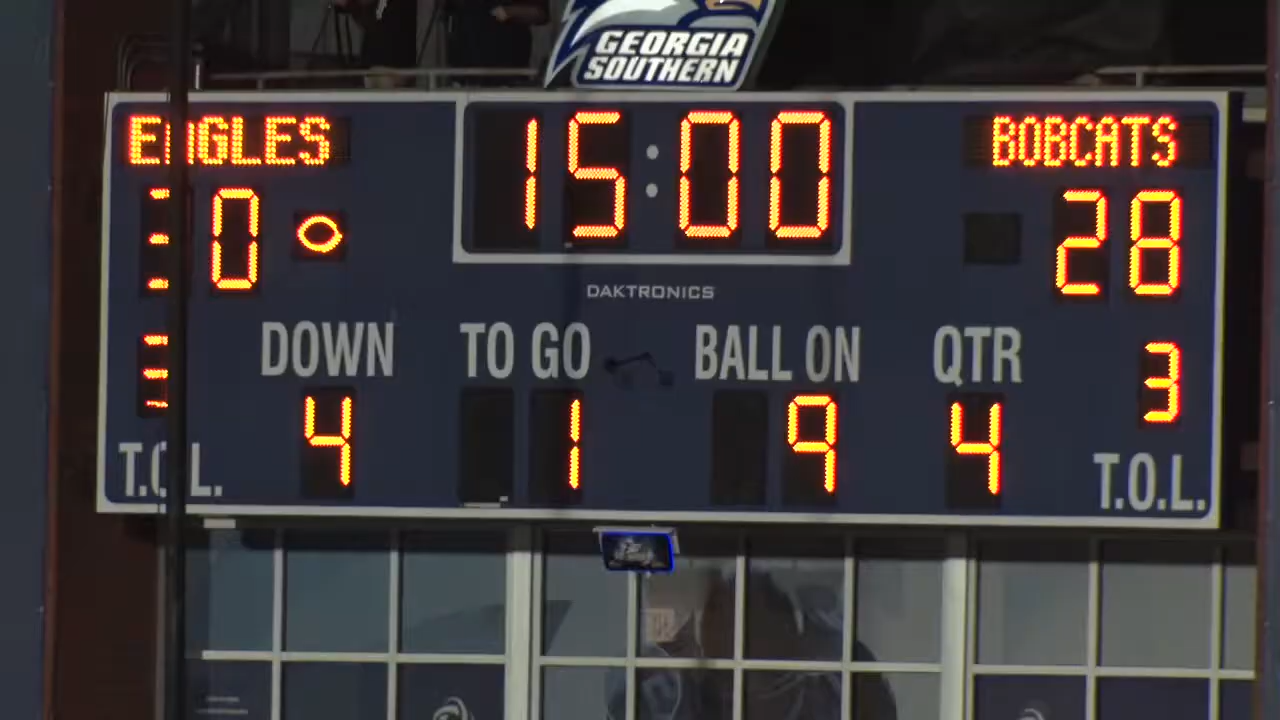 GEORGIA
SOUTHERN
EAGLES 15:00 BOBCATS
0 28
DAKTRONICS
DOWN TO GO BALL ON QTR 3
4 1 9 4
T.O.L. T.O.L.